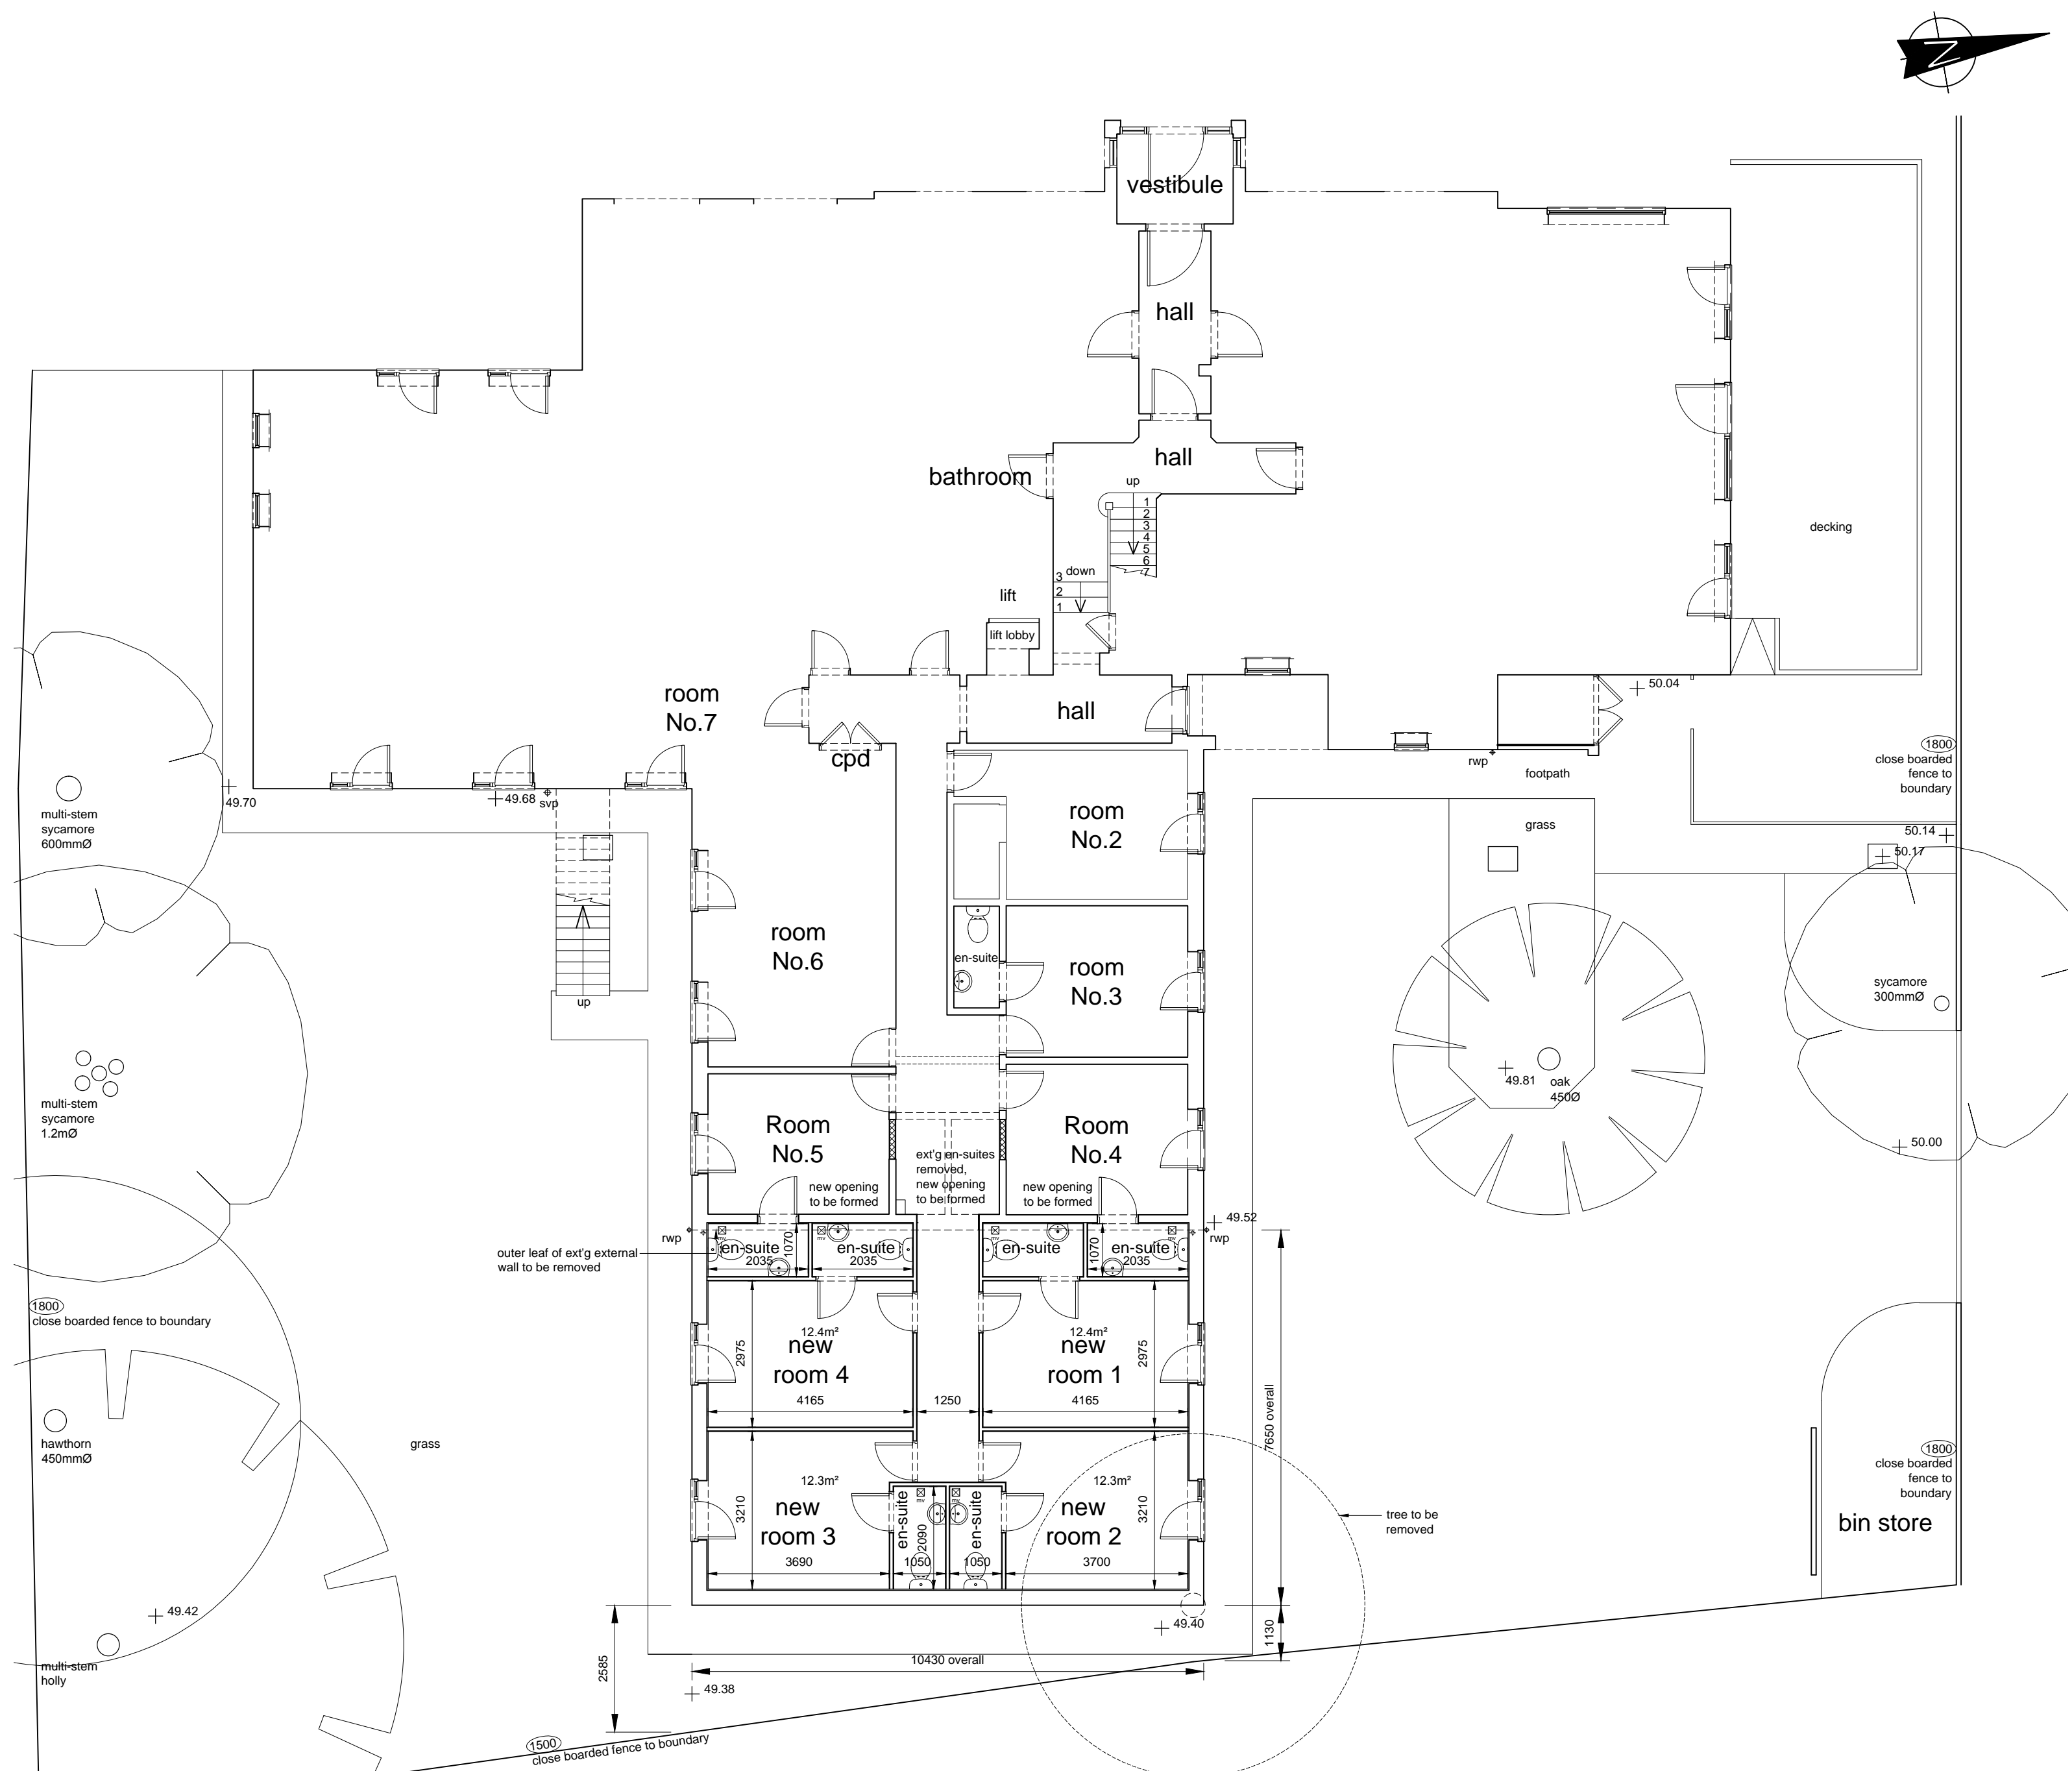 N
vestibule
hall
hall
bathroom
up
1
2
3
4
5
6
7
down
3
2
1
lift
lift lobby
decking
room
No.7
hall
cpd
50.04
1800
close boarded
fence to
boundary
rwp
footpath
49.70
49.68
svp
multi-stem
sycamore
600mmØ
room
No.2
grass
50.14
50.17
room
No.6
en-suite
room
No.3
sycamore
300mmØ
up
49.81
oak
450Ø
multi-stem
sycamore
1.2mØ
Room
No.5
Room
No.4
50.00
ext'g en-suites
removed,
new opening
to be formed
new opening
to be formed
new opening
to be formed
49.52
rwp
rwp
outer leaf of ext'g external
wall to be removed
mv
en-suite
2035
1070
mv
en-suite
2035
mv
en-suite
1070
mv
en-suite
2035
1800
close boarded fence to boundary
12.4m²
new
room 4
2975
4165
1250
12.4m²
new
room 1
2975
4165
7650 overall
hawthorn
450mmØ
grass
1800
close boarded
fence to
boundary
12.3m²
new
room 3
3210
3690
mv
en-suite
2090
1050
mv
en-suite
1050
12.3m²
new
room 2
3210
3700
tree to be
removed
bin store
49.42
49.40
1130
multi-stem
holly
2585
10430 overall
49.38
1500
close boarded fence to boundary